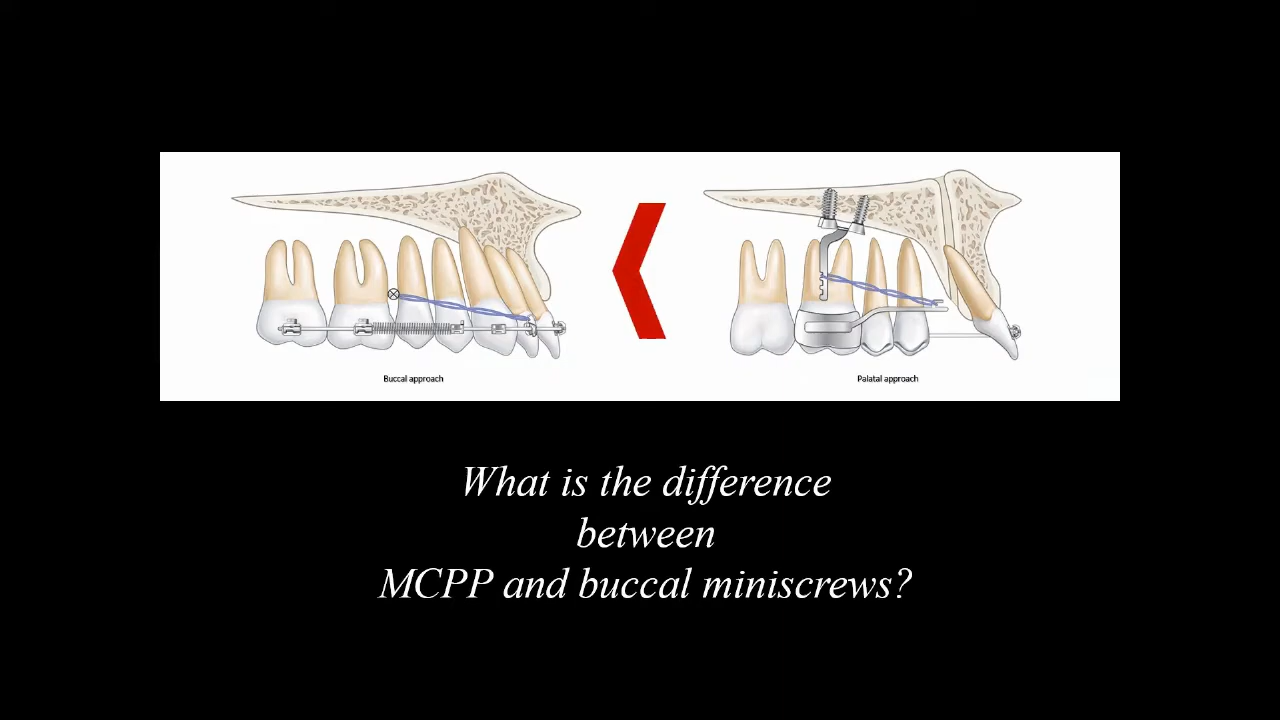 Buccal approach
Palatal approach
What is the difference
between
MCPP and buccal miniscrews?